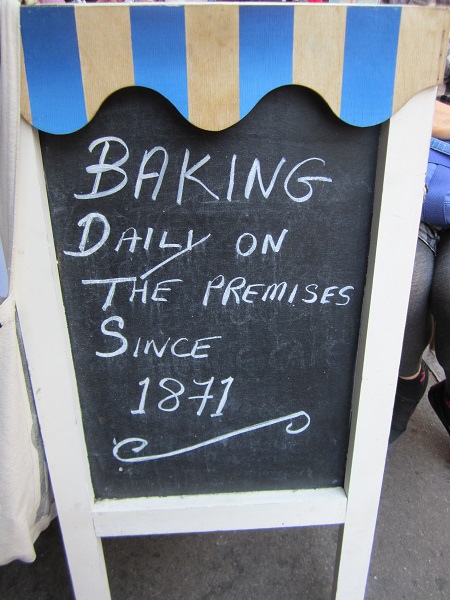 BAKING
DAILY ON
THE PREMISES
SINCE
1871